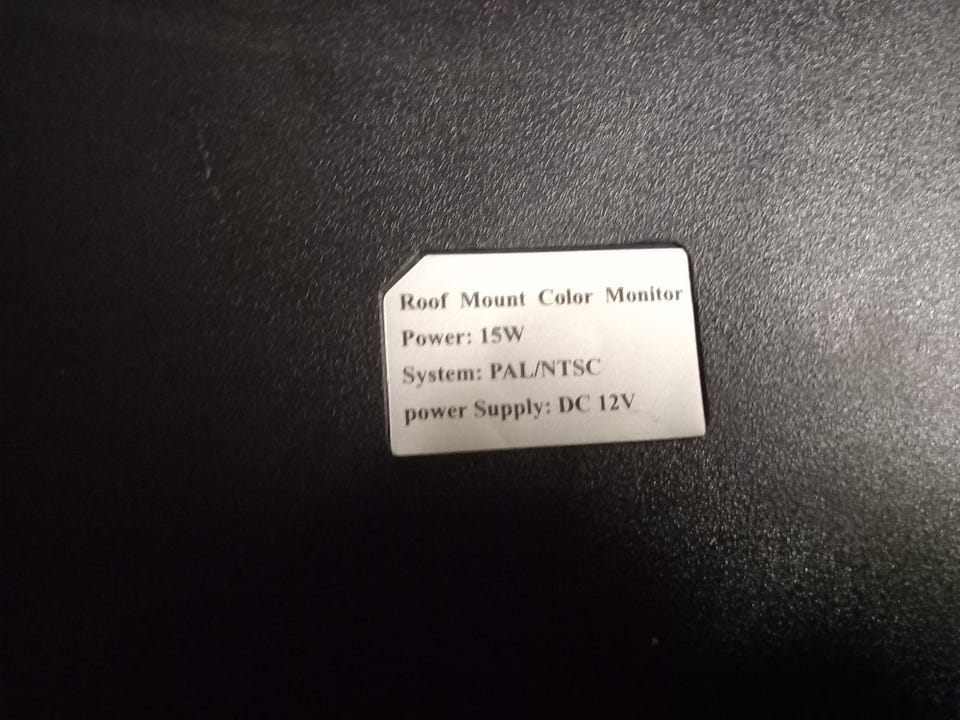 Roof Mount Color Monitor
Power: 15W
System: PAL/NTSC
power Supply: DC 12V